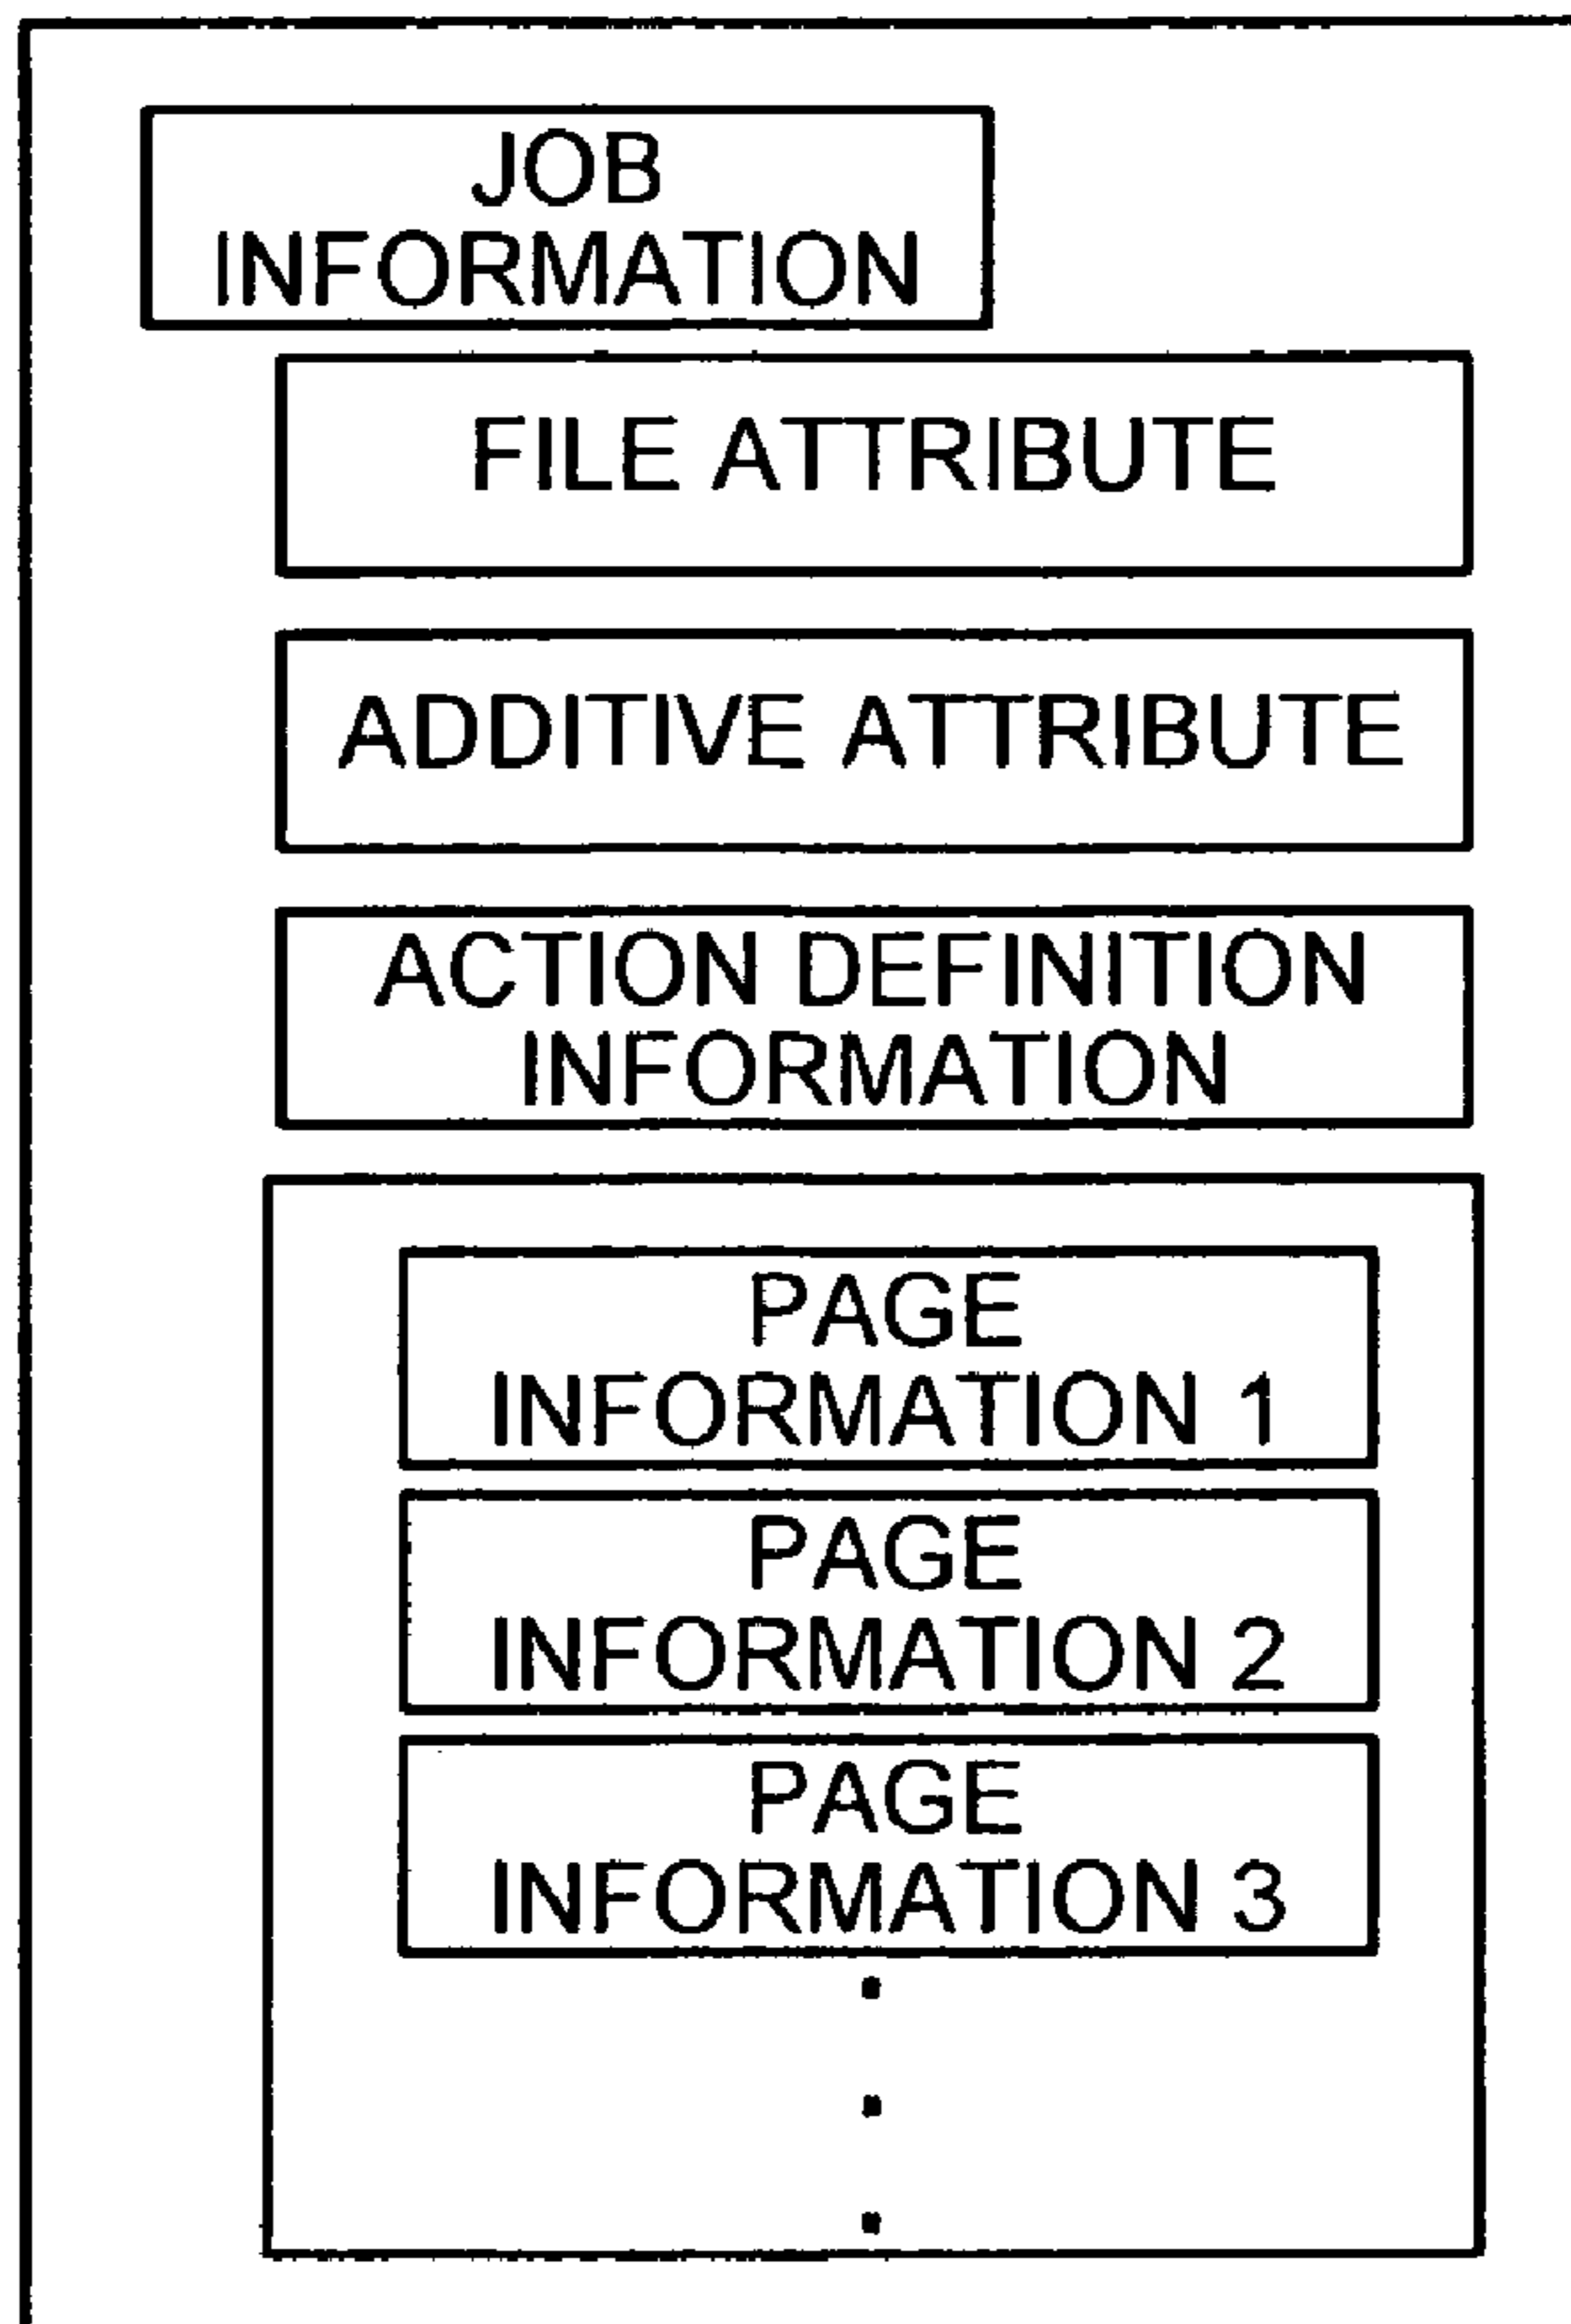 JOB
INFORMATION
FILE ATTRIBUTE
ADDITIVE ATTRIBUTE
ACTION DEFINITION
INFORMATION
PAGE
INFORMATION 1
PAGE
INFORMATION 2
PAGE
INFORMATION 3